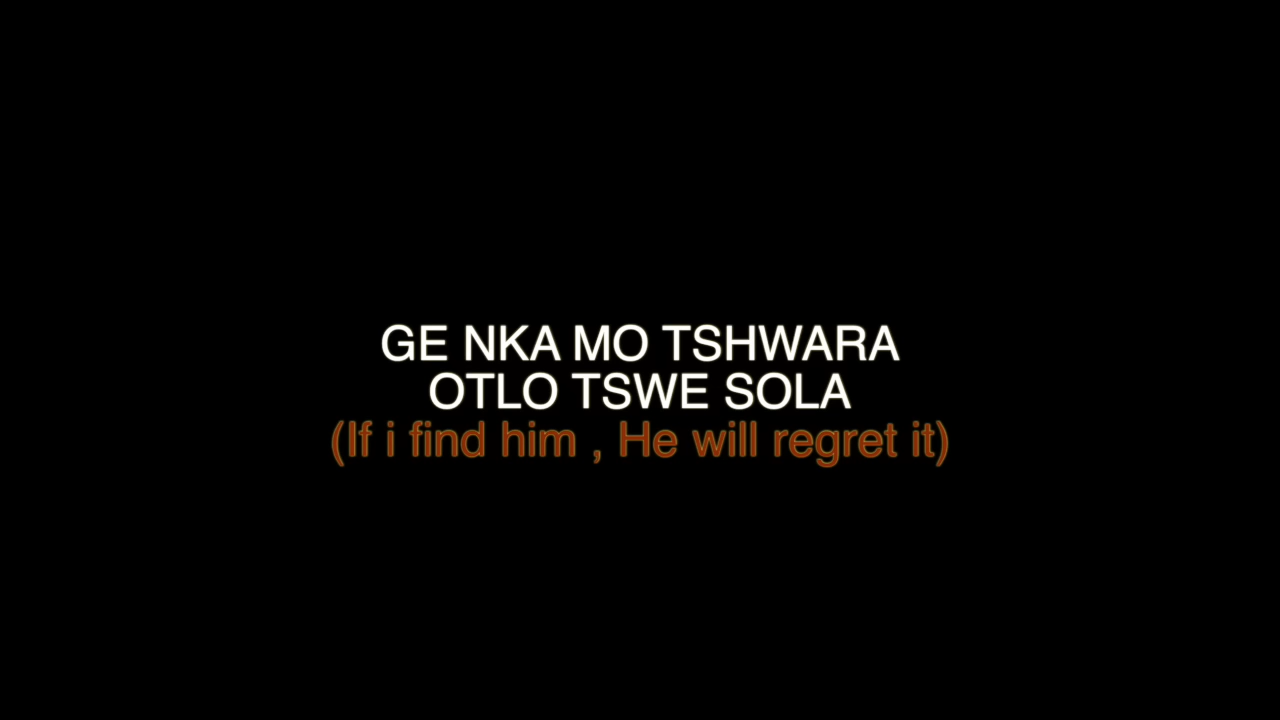 GE NKA MO TSHWARA
OTLO TSWE SOLA
(If i find him , He will regret it)